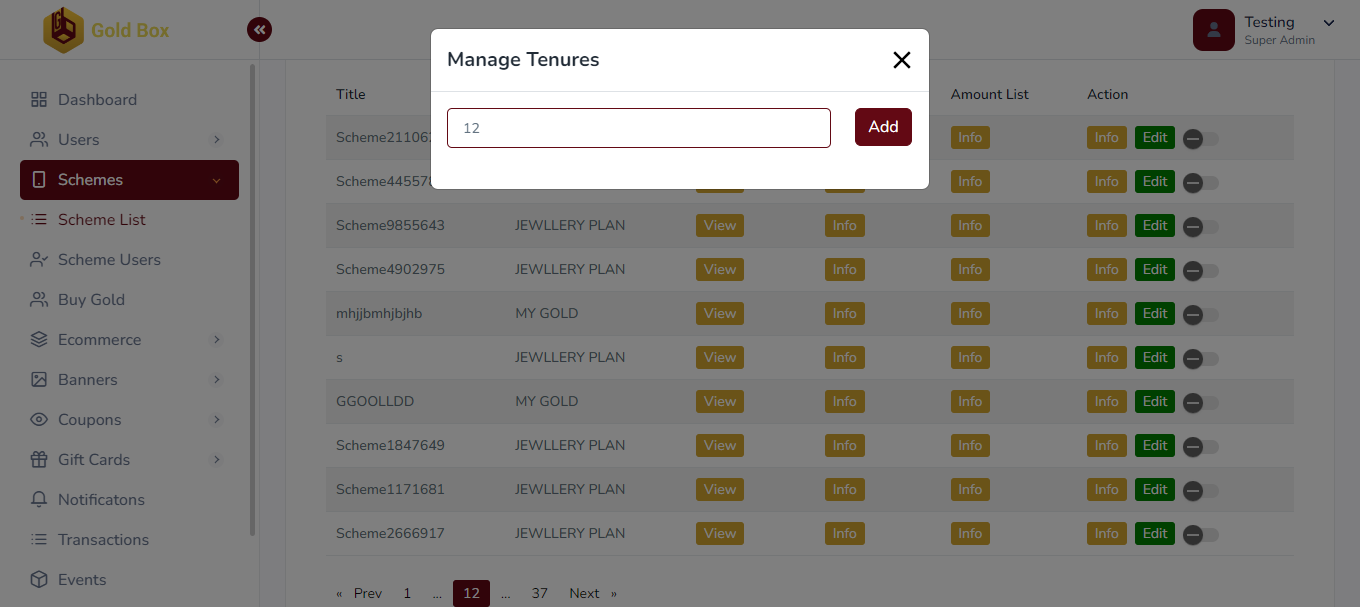 Gold Box
Testing
Super Admin
Dashboard
Users
Schemes
Scheme List
Scheme Users
Buy Gold
Ecommerce
Banners
Coupons
Gift Cards
Notificatons
Transactions
Events
Manage Tenures
12
Add
Title Amount List Action
Info Info Edit
Info Info Edit
Scheme9855643 JEWLLERY PLAN View Info Info Info Edit
Scheme4902975 JEWLLERY PLAN View Info Info Info Edit
mhjjbmhjbjhb MY GOLD View Info Info Info Edit
s JEWLLERY PLAN View Info Info Info Edit
GGOOLLDD MY GOLD View Info Info Info Edit
Scheme1847649 JEWLLERY PLAN View Info Info Info Edit
Scheme1171681 JEWLLERY PLAN View Info Info Info Edit
Scheme2666917 JEWLLERY PLAN View Info Info Info Edit
« Prev 1 ... 12 ... 37 Next »